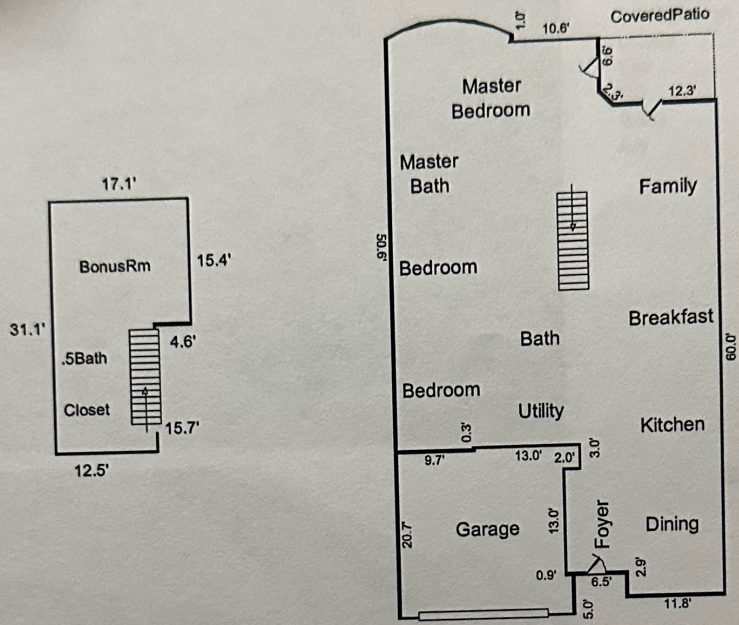 17.1'
BonusRm
15.4'
31.1'
4.6'
.5Bath
Closet
15.7'
12.5'
1.0'
10.6'
CoveredPatio
6.6'
2.3'
12.3'
Master
Bedroom
Master
Bath
Family
50.6'
Bedroom
Breakfast
Bath
60.0'
Bedroom
Utility
Kitchen
0.3'
9.7'
13.0'
2.0'
3.0'
20.7'
Garage
13.0'
Foyer
Dining
0.9'
6.5'
2.9'
5.0'
11.8'